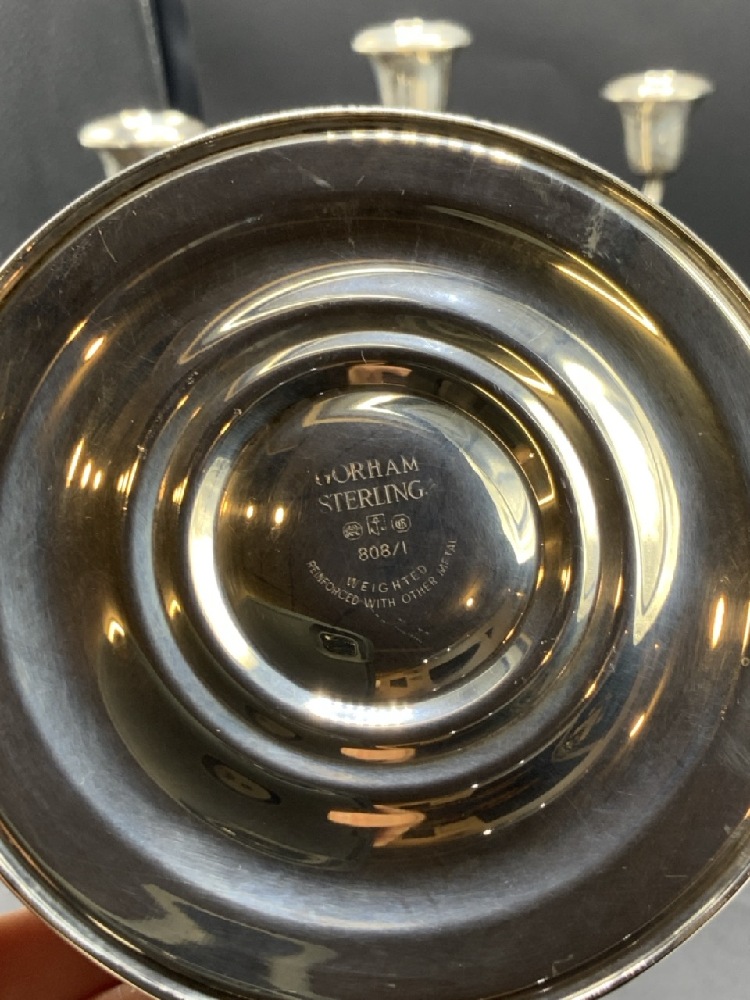 GORHAM
STERLING
808/1
WEIGHTED
REINFORCED WITH OTHER METAL